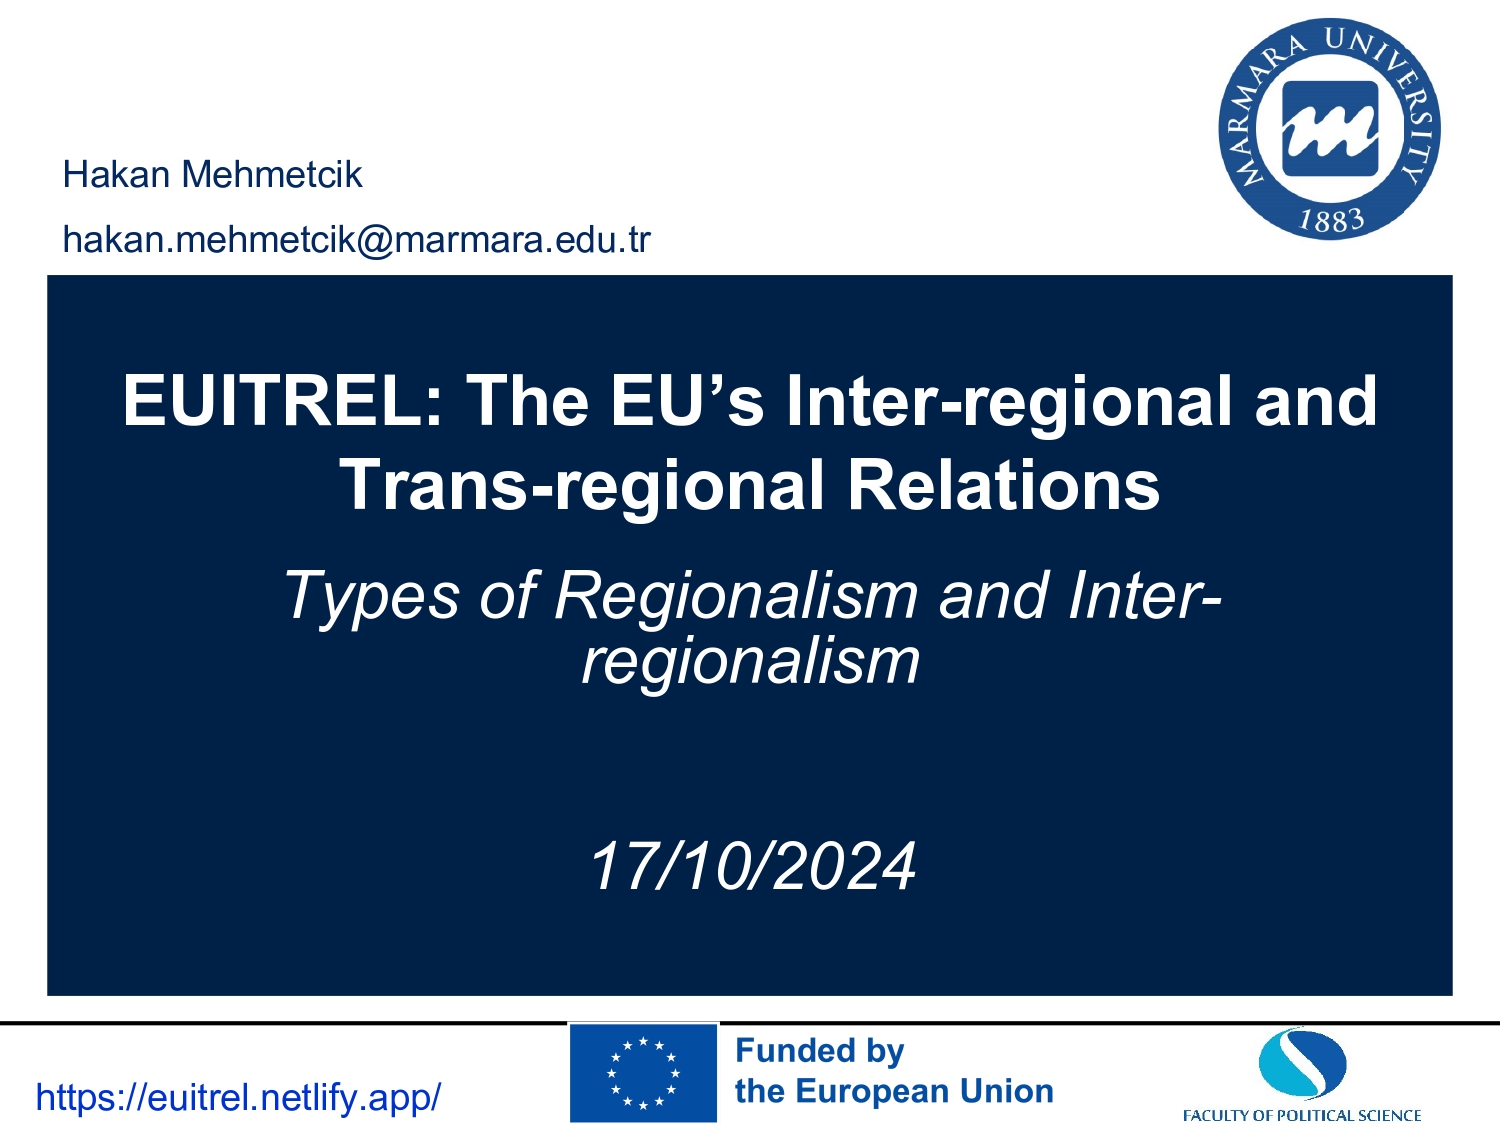 MARMARA UNIVERSITY
1883
Hakan Mehmetcik
hakan.mehmetcik@marmara.edu.tr
EUITREL: The EU’s Inter-regional and
Trans-regional Relations
Types of Regionalism and Inter-
regionalism
17/10/2024
https://euitrel.netlify.app/
Funded by
the European Union
FACULTY OF POLITICAL SCIENCE